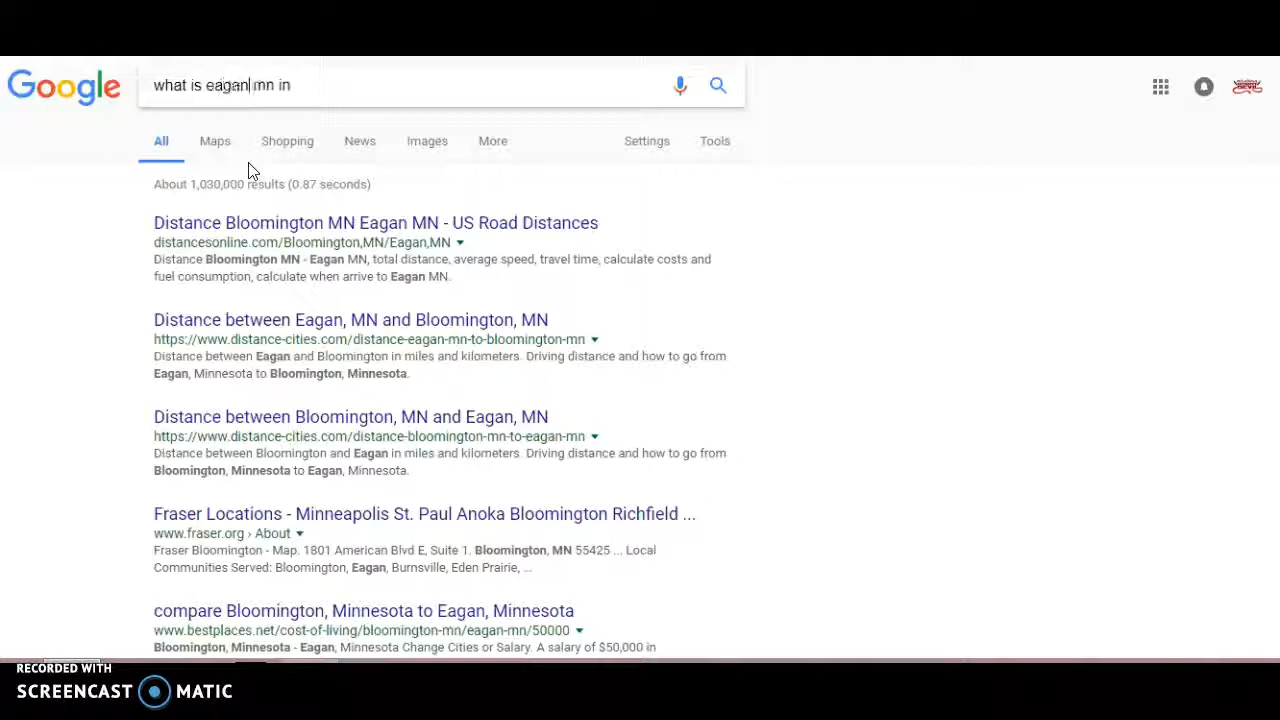 Google
what is eagan mn in
All Maps Shopping News Images More Settings Tools
About 1,030,000 results (0.87 seconds)
Distance Bloomington MN Eagan MN - US Road Distances
distancesonline.com/Bloomington,MN/Eagan,MN
Distance Bloomington MN - Eagan MN, total distance, average speed, travel time, calculate costs and
fuel consumption, calculate when arrive to Eagan MN.
Distance between Eagan, MN and Bloomington, MN
https://www.distance-cities.com/distance-eagan-mn-to-bloomington-mn
Distance between Eagan and Bloomington in miles and kilometers. Driving distance and how to go from
Eagan, Minnesota to Bloomington, Minnesota.
Distance between Bloomington, MN and Eagan, MN
https://www.distance-cities.com/distance-bloomington-mn-to-eagan-mn
Distance between Bloomington and Eagan in miles and kilometers. Driving distance and how to go from
Bloomington, Minnesota to Eagan, Minnesota.
Fraser Locations - Minneapolis St. Paul Anoka Bloomington Richfield ...
www.fraser.org › About
Fraser Bloomington - Map. 1801 American Blvd E, Suite 1. Bloomington, MN 55425 ... Local
Communities Served: Bloomington, Eagan, Burnsville, Eden Prairie, ...
compare Bloomington, Minnesota to Eagan, Minnesota
www.bestplaces.net/cost-of-living/bloomington-mn/eagan-mn/50000
Bloomington, Minnesota - Eagan, Minnesota Change Cities or Salary. A salary of $50,000 in
RECORDED WITH
SCREENCAST MATIC